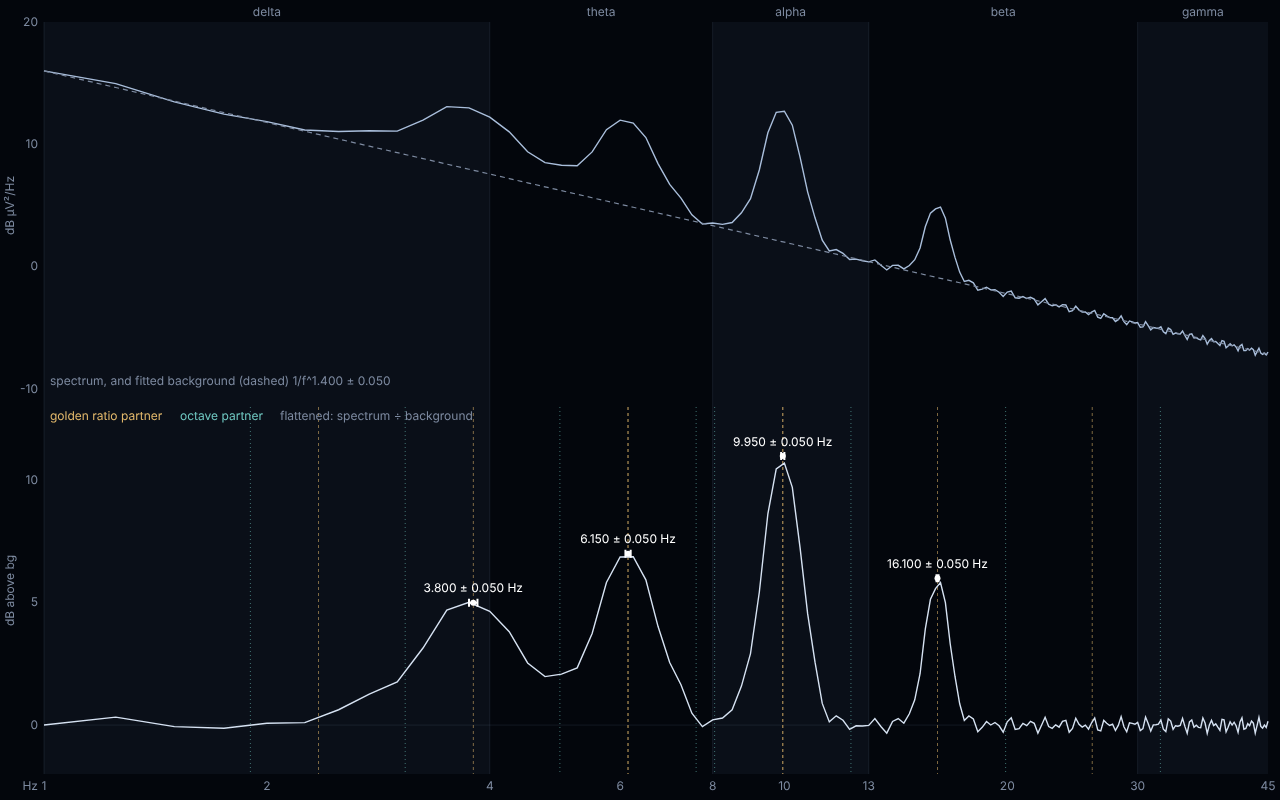 delta theta alpha beta gamma
20
10
0
-10
dB µV²/Hz
spectrum, and fitted background (dashed) 1/f^1.400 ± 0.050
golden ratio partner octave partner flattened: spectrum ÷ background
9.950 ± 0.050 Hz
10
6.150 ± 0.050 Hz
16.100 ± 0.050 Hz
3.800 ± 0.050 Hz
5
0
dB above bg
Hz 1 2 4 6 8 10 13 20 30 45